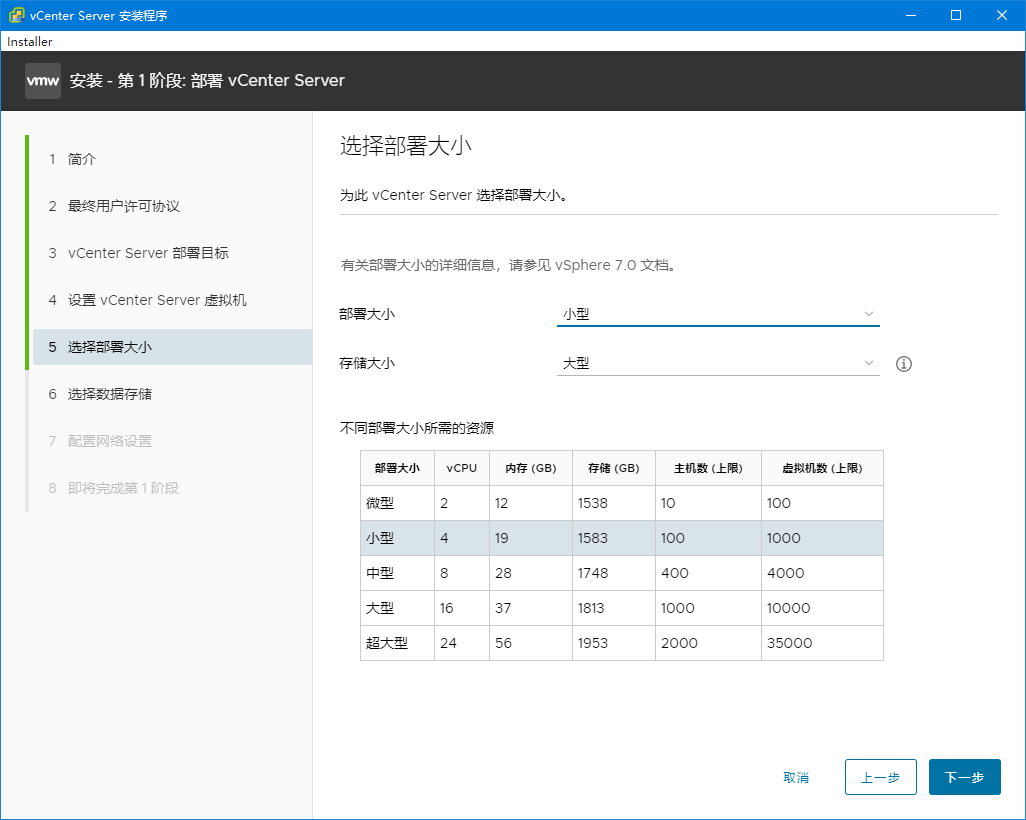 vCenter Server 安装程序
Installer
vmw 安装 - 第 1 阶段: 部署 vCenter Server
1 简介
2 最终用户许可协议
3 vCenter Server 部署目标
4 设置 vCenter Server 虚拟机
5 选择部署大小
6 选择数据存储
7 配置网络设置
8 即将完成第 1 阶段
选择部署大小
为此 vCenter Server 选择部署大小。
有关部署大小的详细信息，请参见 vSphere 7.0 文档。
部署大小 小型
存储大小 大型
不同部署大小所需的资源
部署大小 vCPU 内存 (GB) 存储 (GB) 主机数 (上限) 虚拟机数 (上限)
微型 2 12 1538 10 100
小型 4 19 1583 100 1000
中型 8 28 1748 400 4000
大型 16 37 1813 1000 10000
超大型 24 56 1953 2000 35000
取消 上一步 下一步